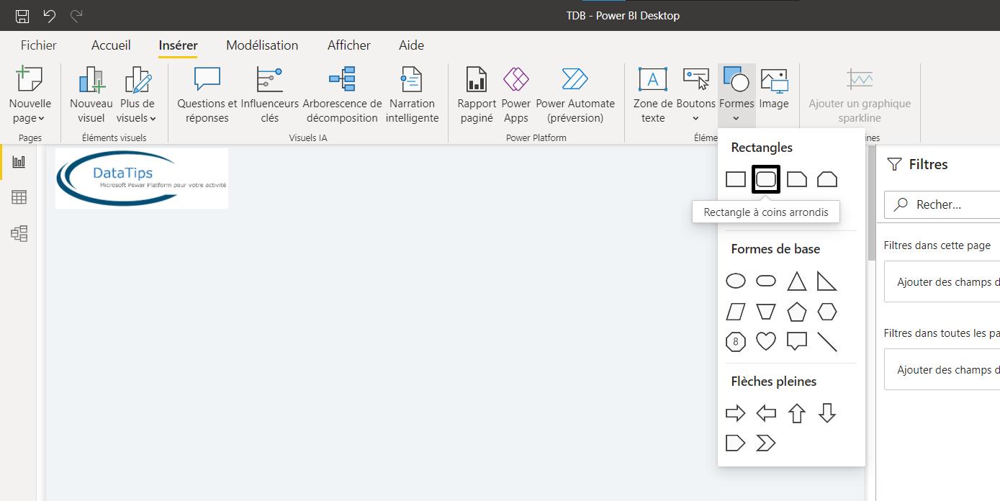 TDB - Power BI Desktop
Fichier Accueil Insérer Modélisation Afficher Aide
Nouvelle page
Nouveau visuel
Plus de visuels
Questions et réponses
Influenceurs clés
Arborescence de décomposition
Narration intelligente
Rapport paginé
Power Apps
Power Automate (préversion)
Zone de texte
Boutons
Formes
Image
Ajouter un graphique sparkline
Pages
Éléments visuels
Visuels IA
Power Platform
Éléme
ines
DataTips
Microsoft Power Platform pour votre activité
Rectangles
Rectangle à coins arrondis
Formes de base
8
Flèches pleines
Filtres
Recher...
Filtres dans cette page
Ajouter des champs d
Filtres dans toutes les pa
Ajouter des champs d